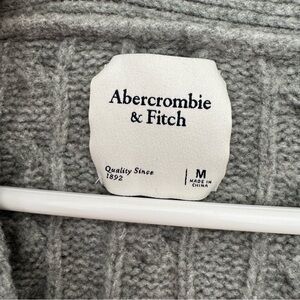 Abercrombie
& Fitch
Quality Since
1892
M
MADE IN
CHINA